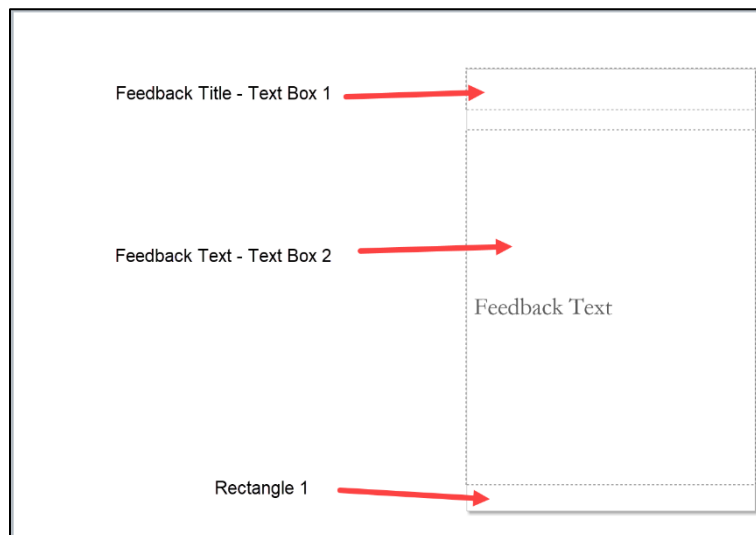 Feedback Title - Text Box 1
Feedback Text - Text Box 2
Feedback Text
Rectangle 1